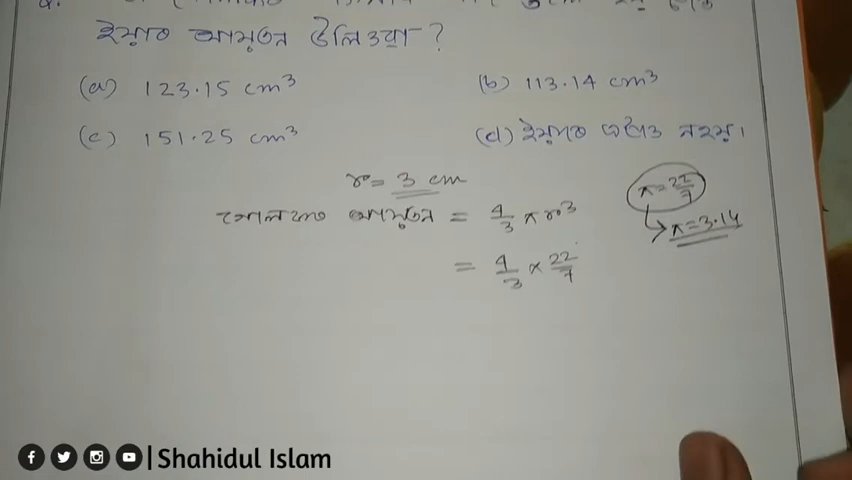 ইয়াৰ আয়তন উলিওৱা?
(a) 123.15 cm³
(b) 113.14 cm³
(c) 151.25 cm³
(d) ইয়াৰে এটাও নহয়।
r = 3 cm
π = 22/7
গোলকৰ আয়তন = 4/3 π r³
π = 3.14
= 4/3 × 22/7
Shahidul Islam